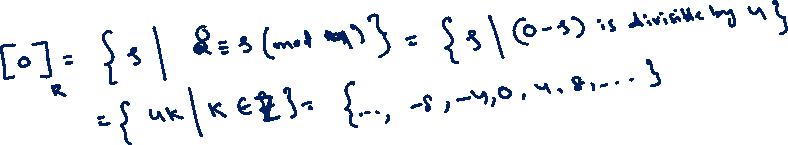 [0]_R = { s | 0 ≡ s (mod 4) } = { s | (0-s) is divisible by 4 }
= { 4k | k ∈ ℤ } = { ..., -8, -4, 0, 4, 8, ... }